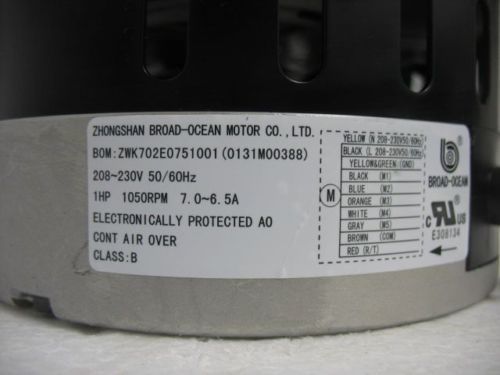 ZHONGSHAN BROAD-OCEAN MOTOR CO., LTD.
BOM: ZWK702E0751001 (0131M00388)
208~230V 50/60Hz
1HP 1050RPM 7.0~6.5A
ELECTRONICALLY PROTECTED AO
CONT AIR OVER
CLASS: B
M
YELLOW (N 208-230V50/60Hz)
BLACK (L 208-230V50/60Hz)
YELLOW&GREEN (GND)
BLACK (M1)
BLUE (M2)
ORANGE (M3)
WHITE (M4)
GRAY (M5)
BROWN (COM)
RED (R/T)
BROAD-OCEAN
C US
E308134